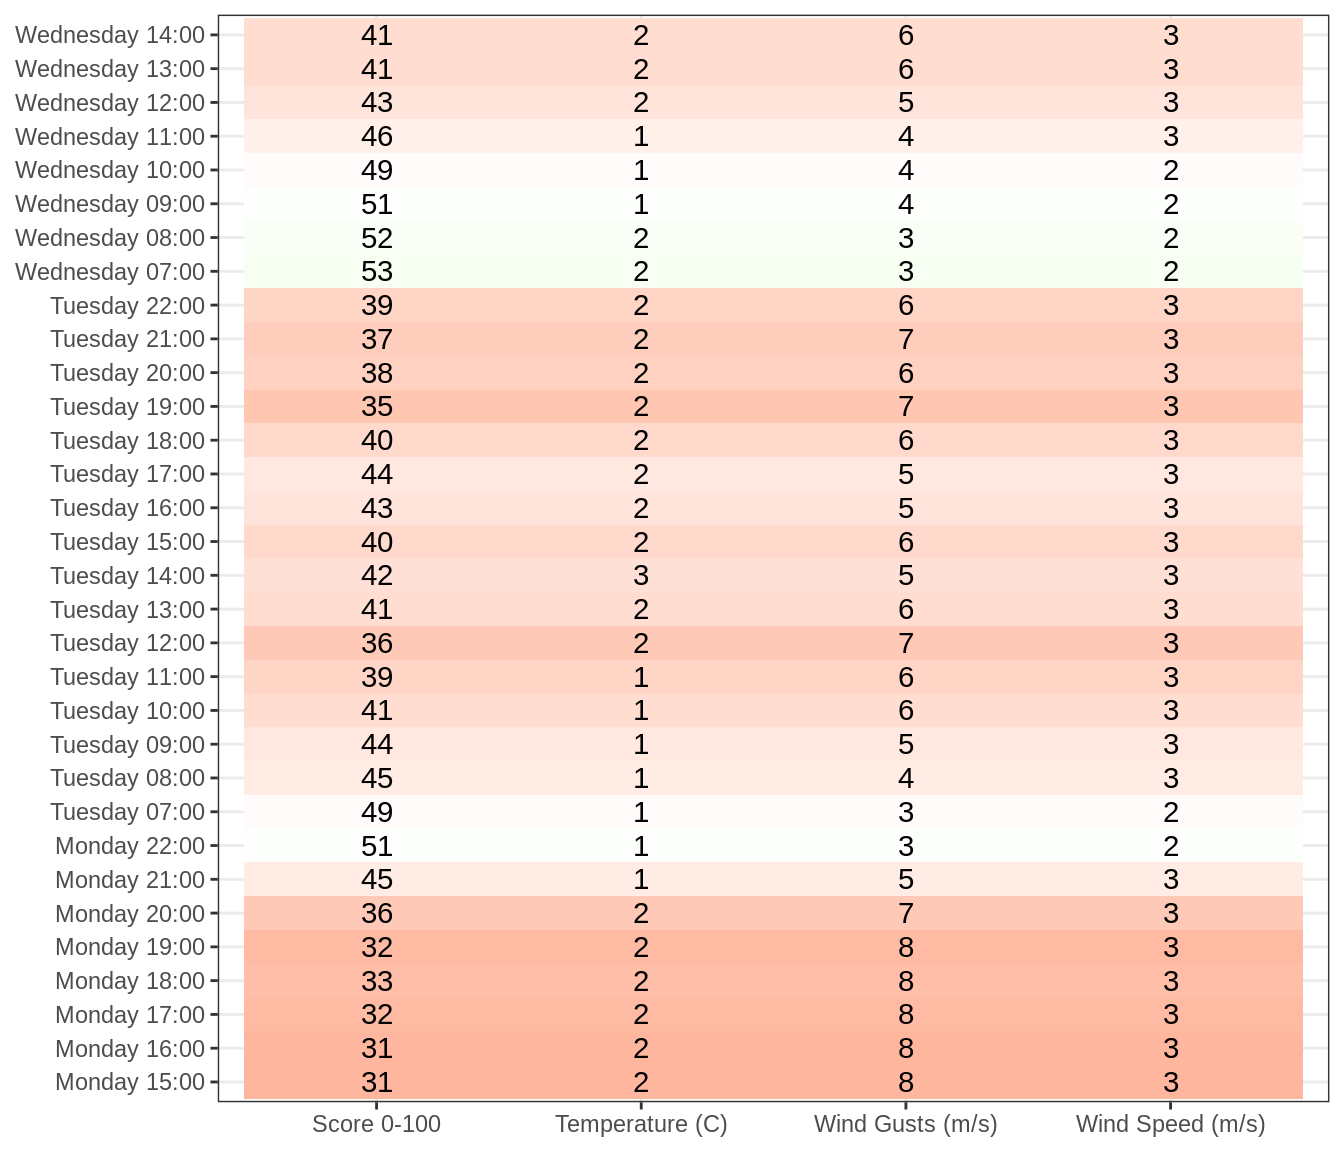 Wednesday 14:00 41 2 6 3
Wednesday 13:00 41 2 6 3
Wednesday 12:00 43 2 5 3
Wednesday 11:00 46 1 4 3
Wednesday 10:00 49 1 4 2
Wednesday 09:00 51 1 4 2
Wednesday 08:00 52 2 3 2
Wednesday 07:00 53 2 3 2
Tuesday 22:00 39 2 6 3
Tuesday 21:00 37 2 7 3
Tuesday 20:00 38 2 6 3
Tuesday 19:00 35 2 7 3
Tuesday 18:00 40 2 6 3
Tuesday 17:00 44 2 5 3
Tuesday 16:00 43 2 5 3
Tuesday 15:00 40 2 6 3
Tuesday 14:00 42 3 5 3
Tuesday 13:00 41 2 6 3
Tuesday 12:00 36 2 7 3
Tuesday 11:00 39 1 6 3
Tuesday 10:00 41 1 6 3
Tuesday 09:00 44 1 5 3
Tuesday 08:00 45 1 4 3
Tuesday 07:00 49 1 3 2
Monday 22:00 51 1 3 2
Monday 21:00 45 1 5 3
Monday 20:00 36 2 7 3
Monday 19:00 32 2 8 3
Monday 18:00 33 2 8 3
Monday 17:00 32 2 8 3
Monday 16:00 31 2 8 3
Monday 15:00 31 2 8 3
Score 0-100 Temperature (C) Wind Gusts (m/s) Wind Speed (m/s)